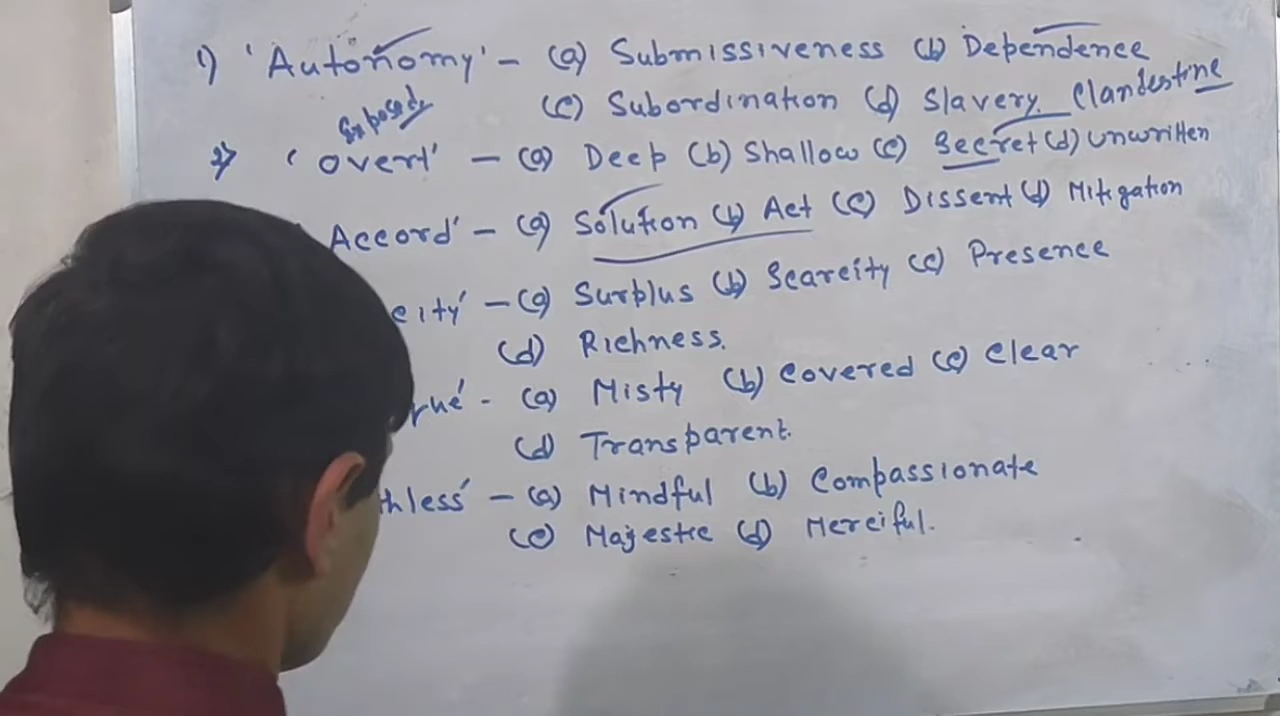 1) 'Autonomy' - (a) Submissiveness (b) Dependence
(c) Subordination (d) Slavery. Clandestine
Exposed
2) 'Overt' - (a) Deep (b) Shallow (c) Secret (d) Unwritten
Accord' - (a) Solution (b) Act (c) Dissent (d) Mitigation
city' - (a) Surplus (b) Scarcity (c) Presence
(d) Richness.
que' - (a) Misty (b) Covered (c) Clear
(d) Transparent.
thless' - (a) Mindful (b) Compassionate
(c) Majestic (d) Merciful.